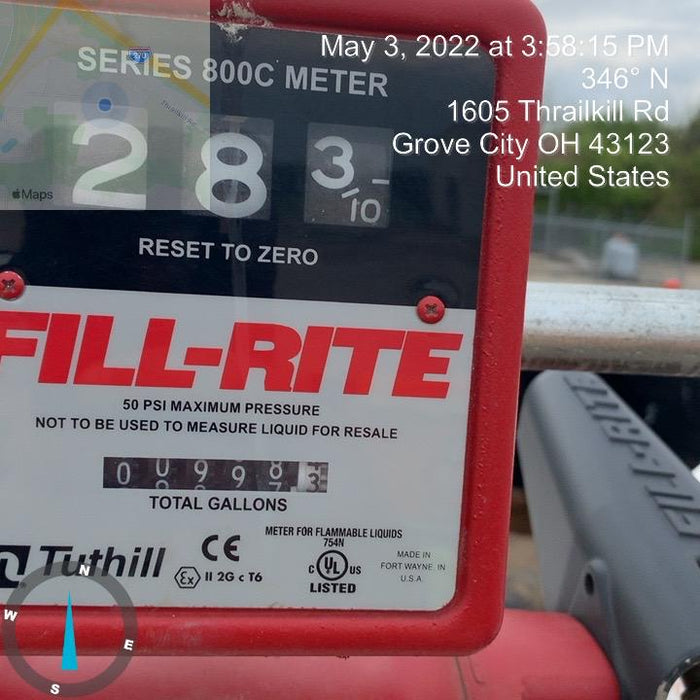 May 3, 2022 at 3:58:15 PM
346° N
1605 Thrailkill Rd
Grove City OH 43123
United States
Maps
SERIES 800C METER
2 8 3/10
RESET TO ZERO
FILL-RITE
50 PSI MAXIMUM PRESSURE
NOT TO BE USED TO MEASURE LIQUID FOR RESALE
0 0 9 9 8 3
TOTAL GALLONS
Tuthill
CE
Ex II 2G c T6
METER FOR FLAMMABLE LIQUIDS
754N
C UL US
LISTED
MADE IN
FORT WAYNE, IN
U.S.A.
FILL-RITE
N
W
E
S